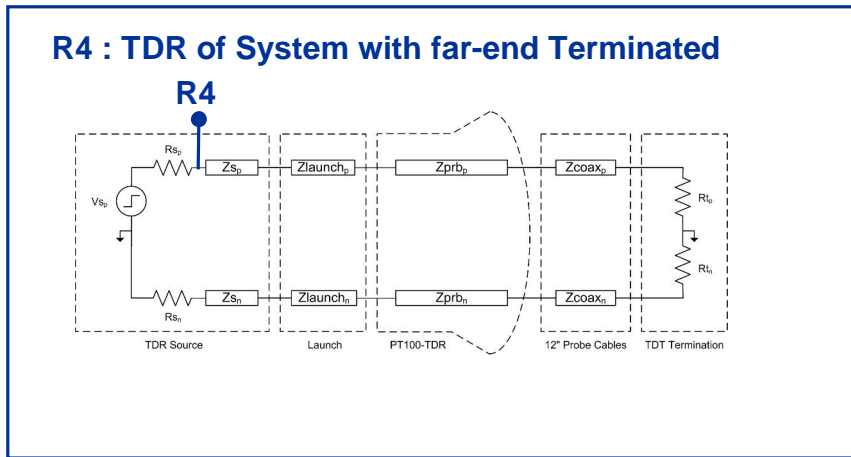 R4 : TDR of System with far-end Terminated
R4
Rsp
Zsp
Zlaunchp
Zprbp
Zcoaxp
Vsp
Rtp
Rtn
Zsn
Zlaunchn
Zprbn
Zcoaxn
Rsn
TDR Source
Launch
PT100-TDR
12" Probe Cables
TDT Termination